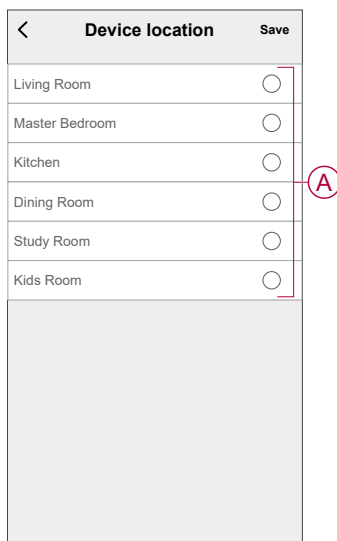 Device location Save
Living Room
Master Bedroom
Kitchen
A
Dining Room
Study Room
Kids Room